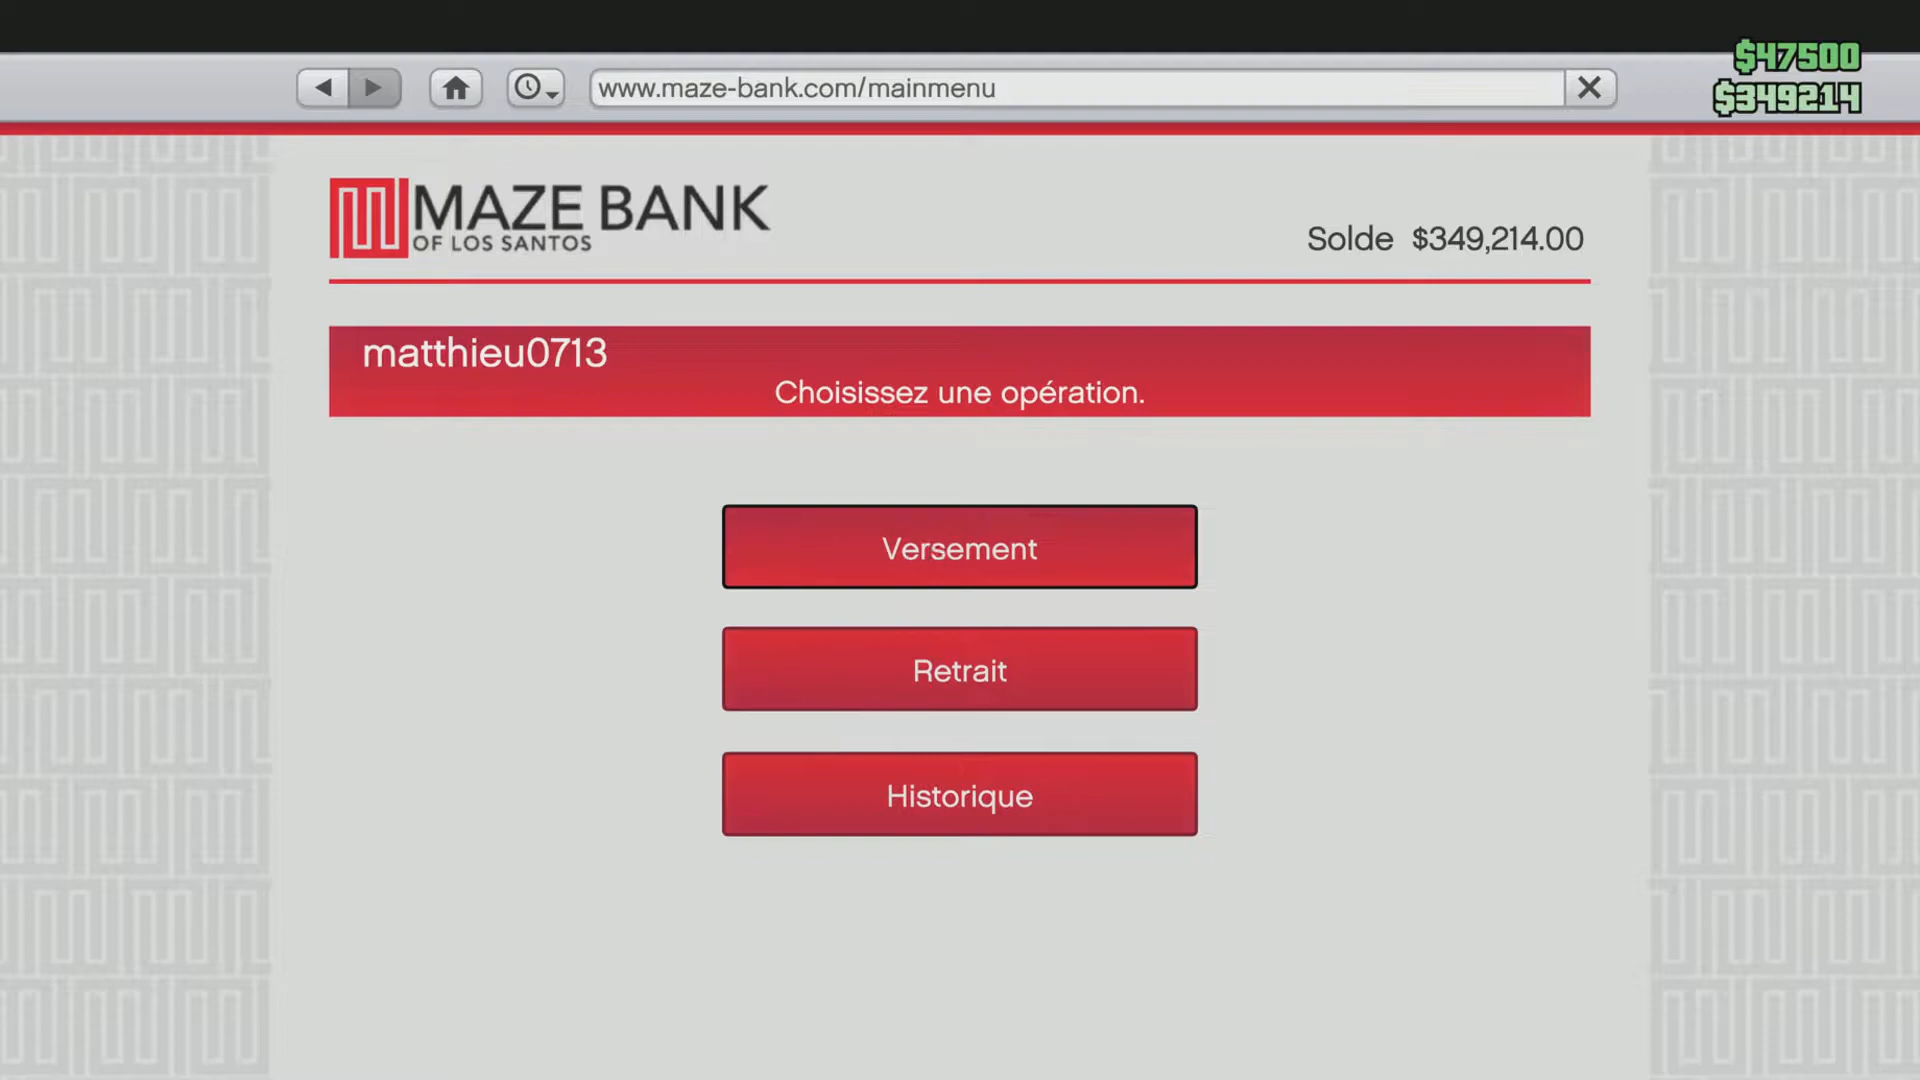 $47500
www.maze-bank.com/mainmenu
$349214
MAZE BANK
OF LOS SANTOS
Solde $349,214.00
matthieu0713
Choisissez une opération.
Versement
Retrait
Historique